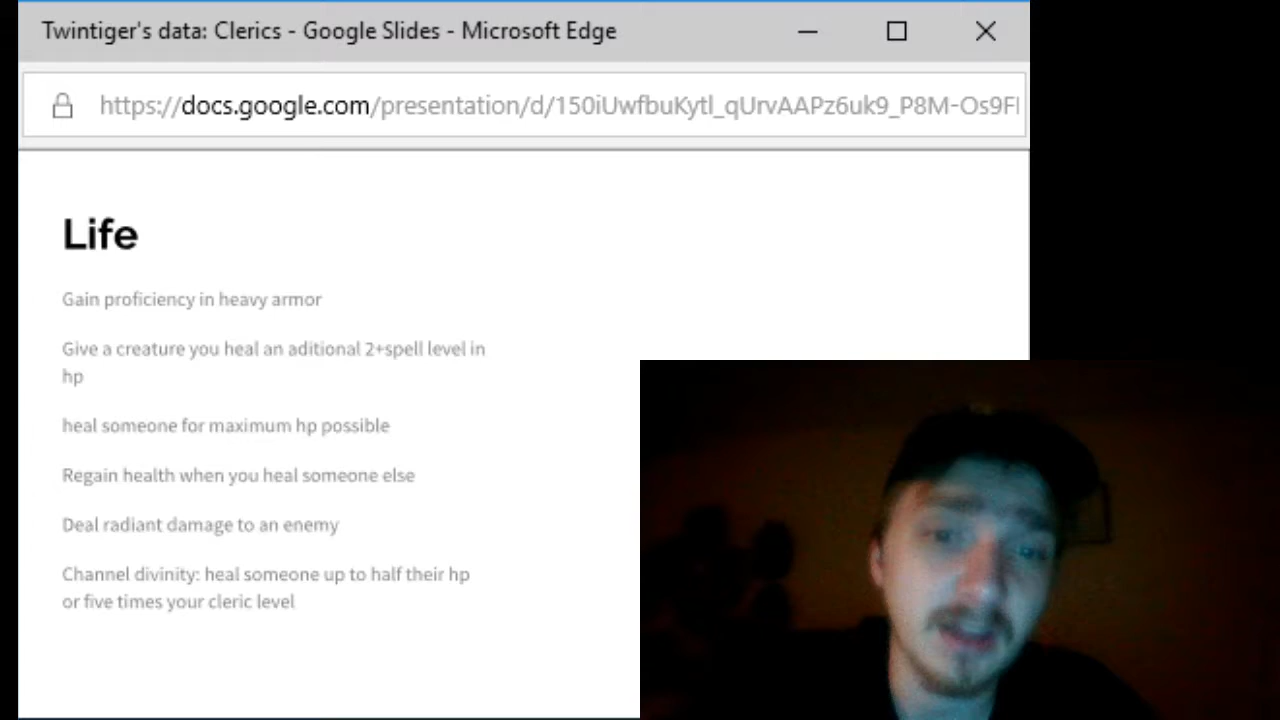 Twintiger's data: Clerics - Google Slides - Microsoft Edge
https://docs.google.com/presentation/d/150iUwfbuKytl_qUrvAAPz6uk9_P8M-Os9F
Life
Gain proficiency in heavy armor
Give a creature you heal an aditional 2+spell level in
hp
heal someone for maximum hp possible
Regain health when you heal someone else
Deal radiant damage to an enemy
Channel divinity: heal someone up to half their hp
or five times your cleric level